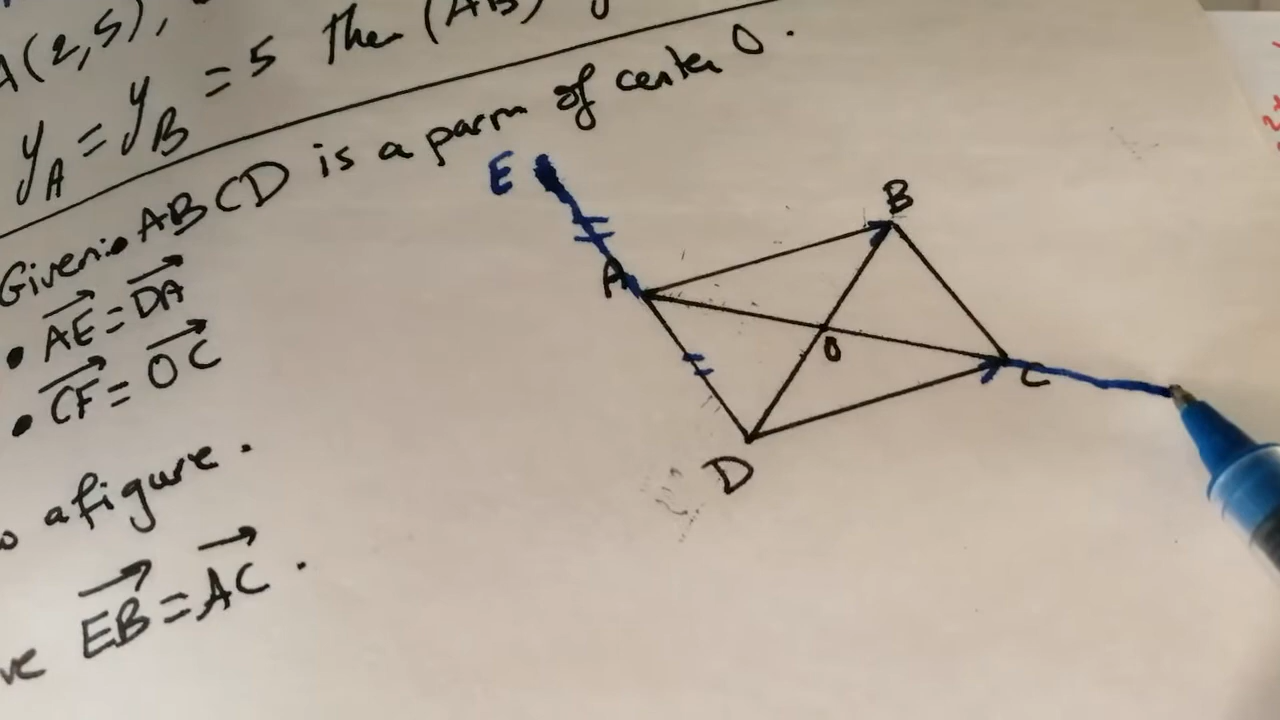 A(2,5),
y_A = y_B = 5 then (AB)
Given: • ABCD is a parm of center O.
• AE = DA
• CF = OC
a figure.
EB = AC.
E
B
A
O
C
D